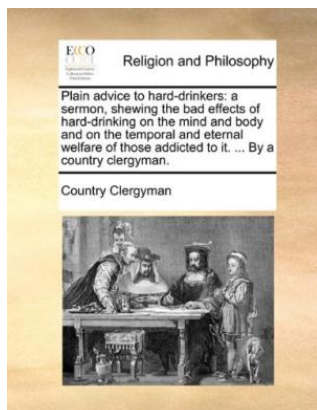 ECCO
Religion and Philosophy
Plain advice to hard-drinkers: a
sermon, shewing the bad effects of
hard-drinking on the mind and body
and on the temporal and eternal
welfare of those addicted to it. ... By a
country clergyman.
Country Clergyman